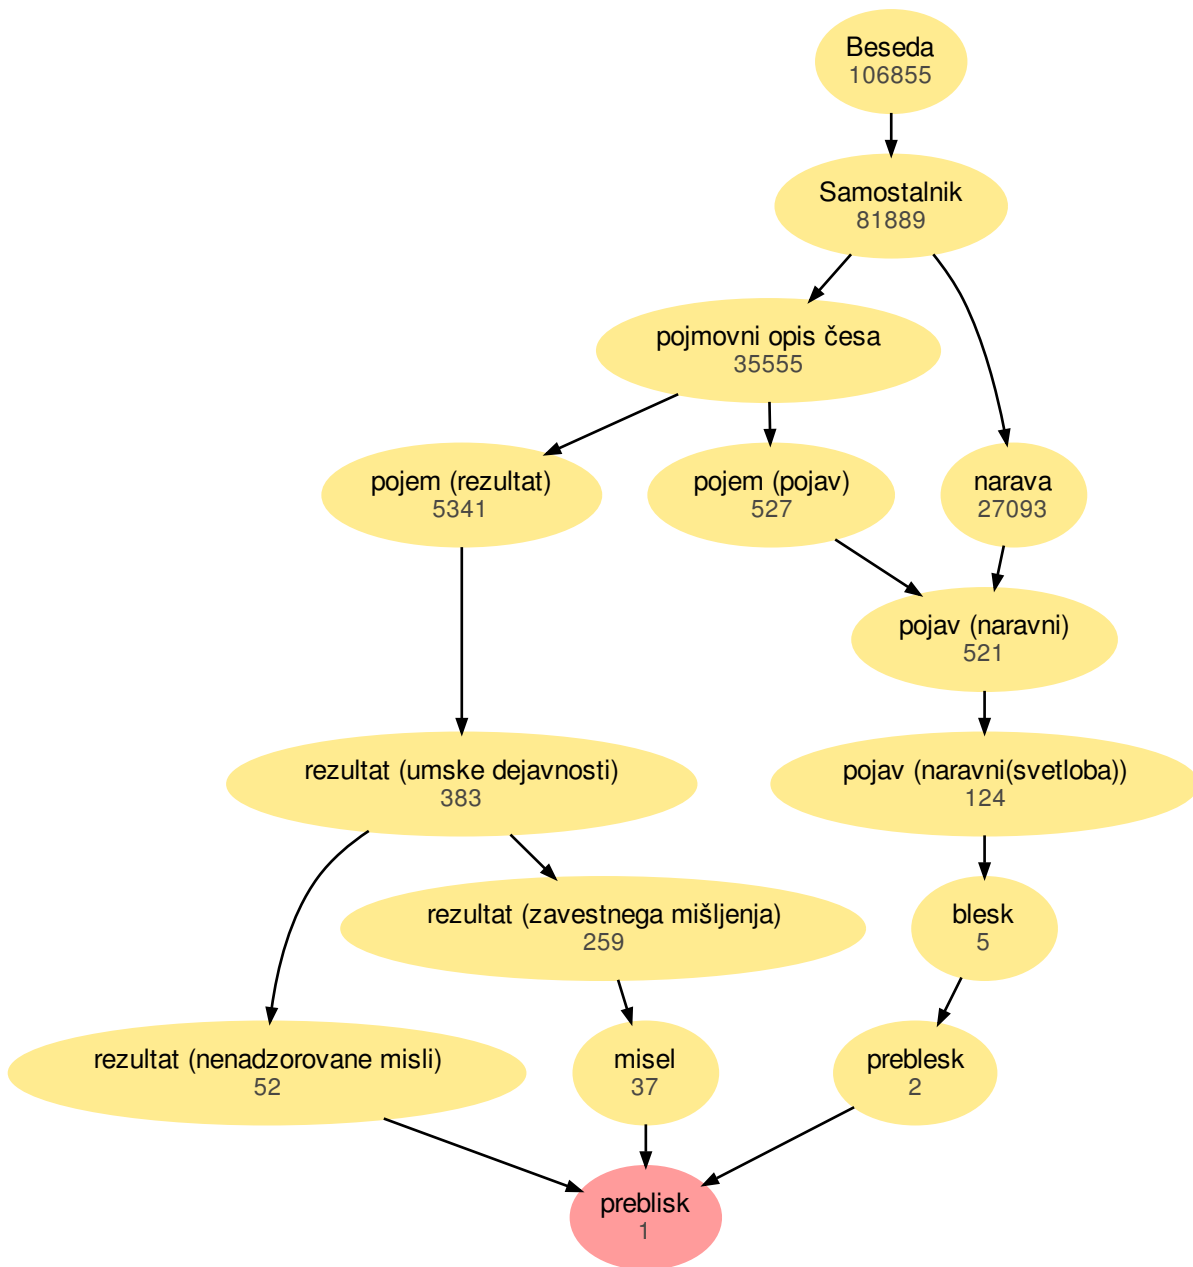 Beseda
106855
Samostalnik
81889
pojmovni opis česa
35555
pojem (rezultat)
5341
pojem (pojav)
527
narava
27093
pojav (naravni)
521
rezultat (umske dejavnosti)
383
pojav (naravni(svetloba))
124
rezultat (zavestnega mišljenja)
259
blesk
5
rezultat (nenadzorovane misli)
52
misel
37
preblesk
2
preblisk
1